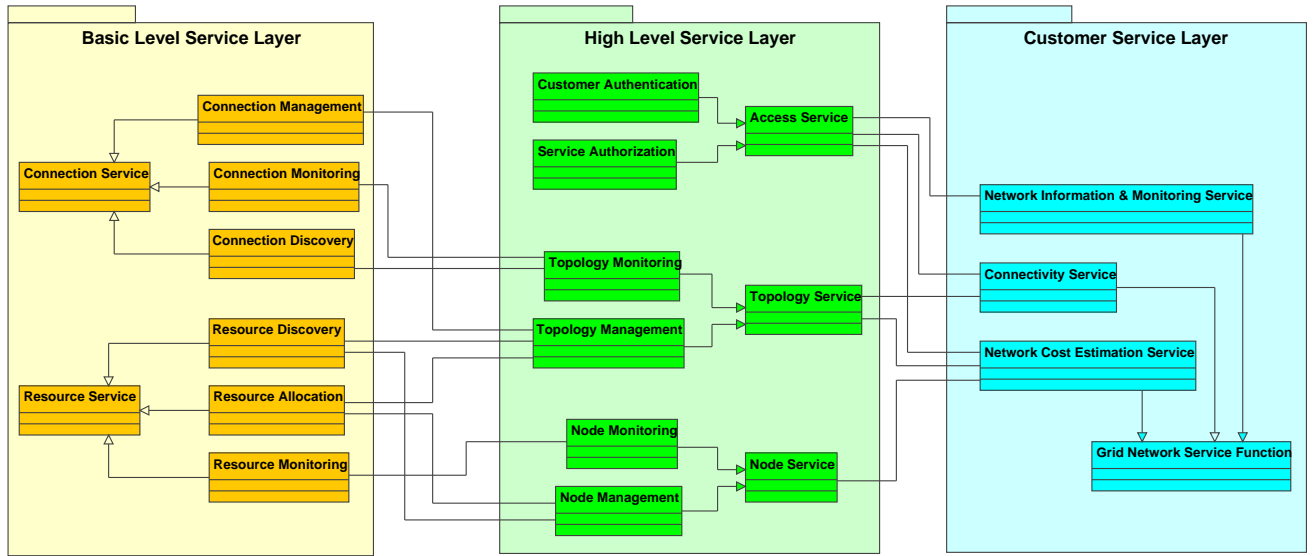 Basic Level Service Layer
Connection Management
Connection Service
Connection Monitoring
Connection Discovery
Resource Discovery
Resource Service
Resource Allocation
Resource Monitoring
High Level Service Layer
Customer Authentication
Access Service
Service Authorization
Topology Monitoring
Topology Service
Topology Management
Node Monitoring
Node Service
Node Management
Customer Service Layer
Network Information & Monitoring Service
Connectivity Service
Network Cost Estimation Service
Grid Network Service Function